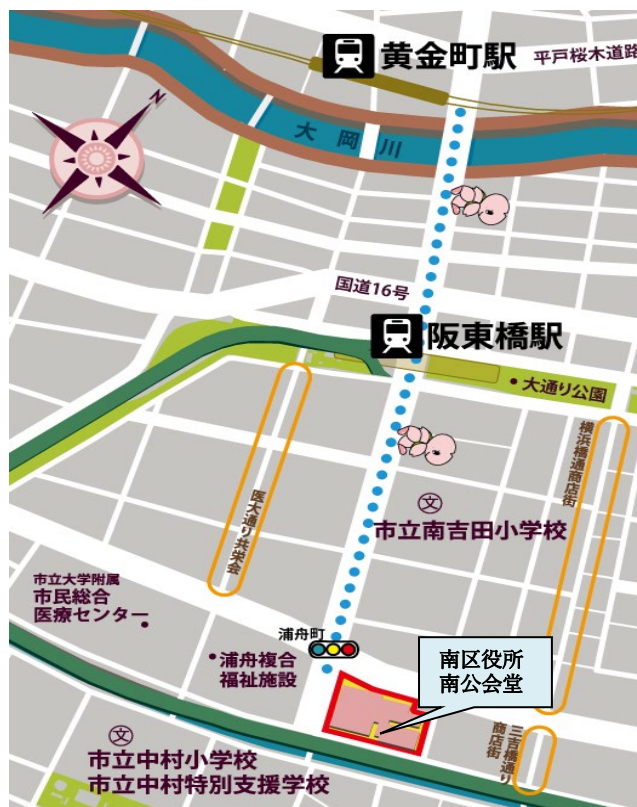 黄金町駅
平戸桜木道路
N
大岡川
国道16号
阪東橋駅
大通り公園
横浜橋通商店街
医大通り共栄会
文
市立南吉田小学校
市立大学附属
市民総合
医療センター
浦舟町
浦舟複合
福祉施設
南区役所
南公会堂
三吉橋通り
商店街
文
市立中村小学校
市立中村特別支援学校